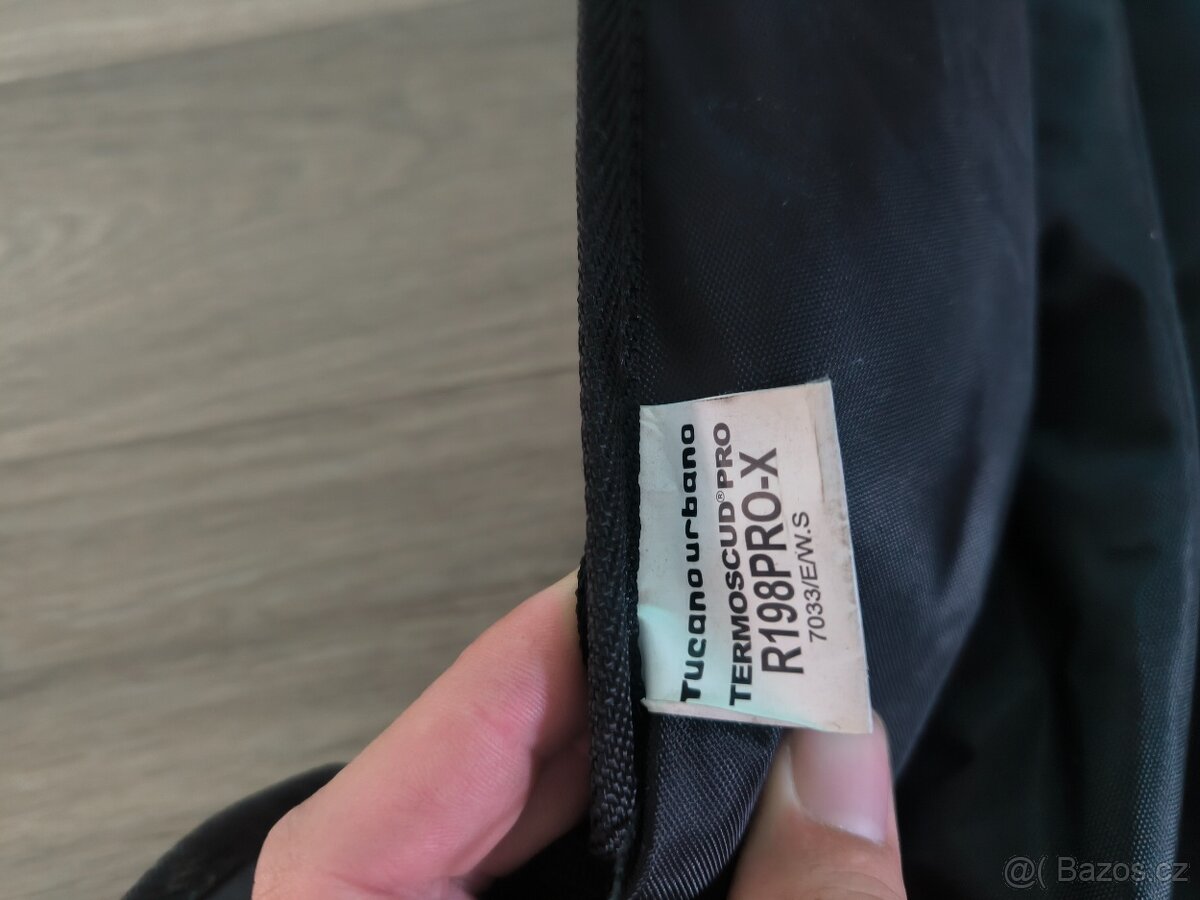 Tucano urbano
TERMOSCUD® PRO
R198PRO-X
7033/E/W.S
@( Bazos.cz